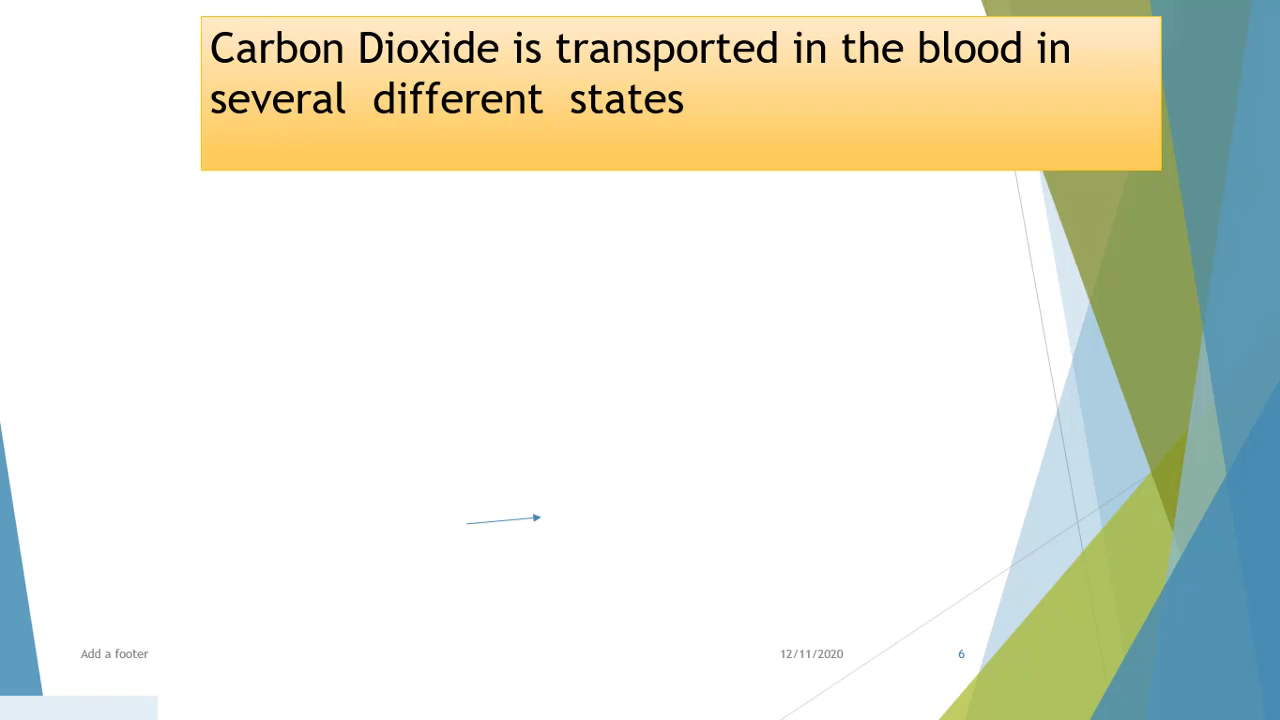 Carbon Dioxide is transported in the blood in
several different states
Add a footer
12/11/2020
6